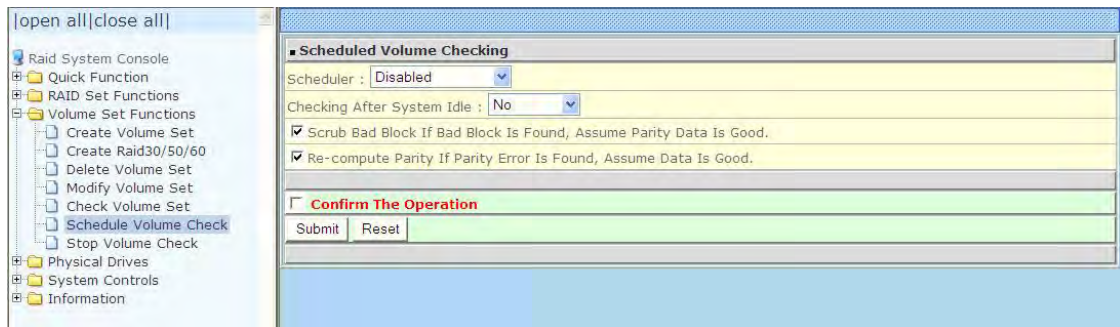 |open all|close all|
Raid System Console
Quick Function
RAID Set Functions
Volume Set Functions
Create Volume Set
Create Raid30/50/60
Delete Volume Set
Modify Volume Set
Check Volume Set
Schedule Volume Check
Stop Volume Check
Physical Drives
System Controls
Information
Scheduled Volume Checking
Scheduler : Disabled
Checking After System Idle : No
Scrub Bad Block If Bad Block Is Found, Assume Parity Data Is Good.
Re-compute Parity If Parity Error Is Found, Assume Data Is Good.
Confirm The Operation
Submit Reset